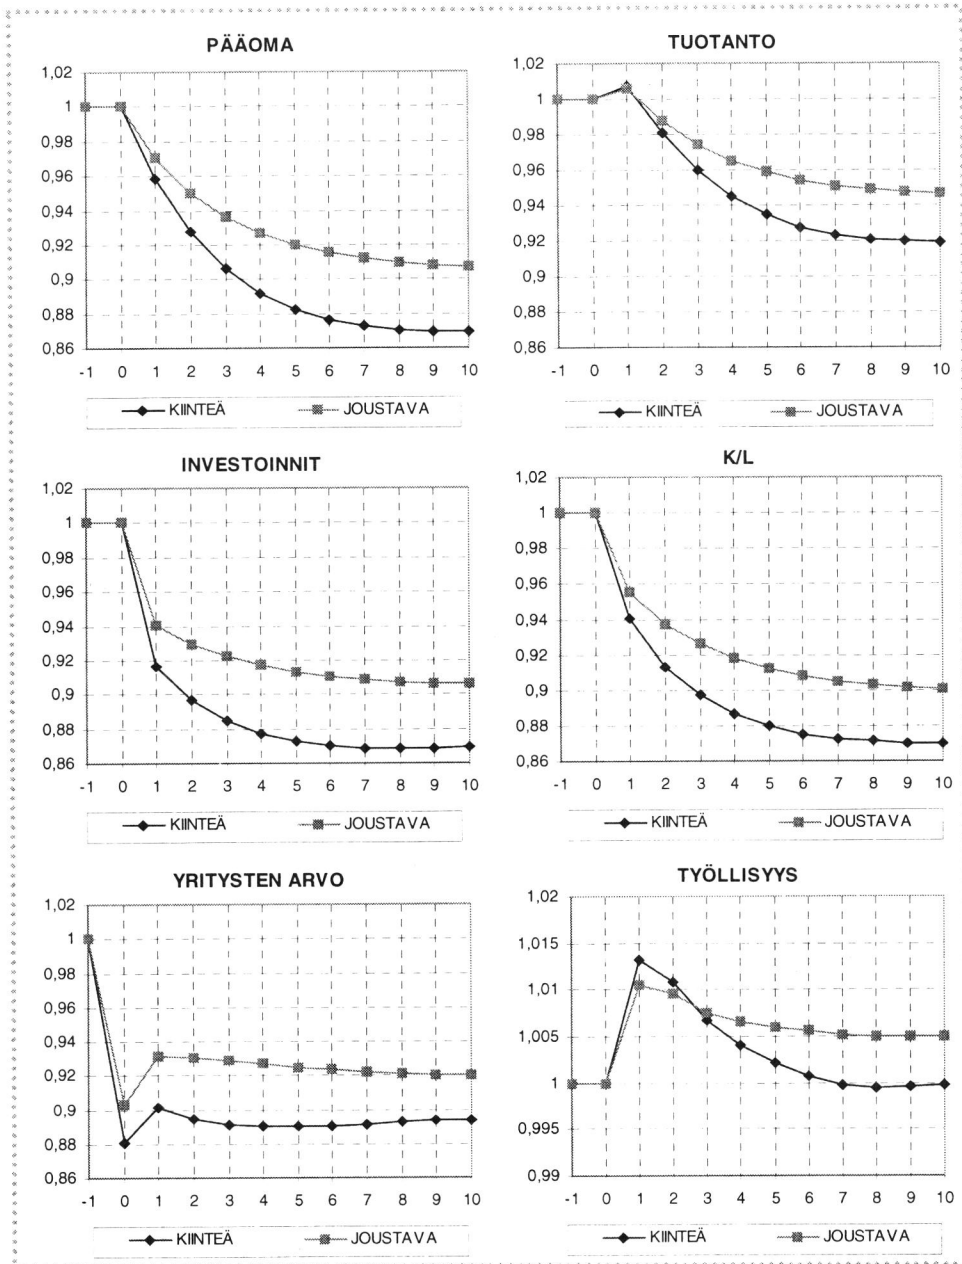 PÄÄOMA
1,02
1
0,98
0,96
0,94
0,92
0,9
0,88
0,86
-1 0 1 2 3 4 5 6 7 8 9 10
KIINTEÄ JOUSTAVA
TUOTANTO
1,02
1
0,98
0,96
0,94
0,92
0,9
0,88
0,86
-1 0 1 2 3 4 5 6 7 8 9 10
KIINTEÄ JOUSTAVA
INVESTOINNIT
1,02
1
0,98
0,96
0,94
0,92
0,9
0,88
0,86
-1 0 1 2 3 4 5 6 7 8 9 10
KIINTEÄ JOUSTAVA
K/L
1,02
1
0,98
0,96
0,94
0,92
0,9
0,88
0,86
-1 0 1 2 3 4 5 6 7 8 9 10
KIINTEÄ JOUSTAVA
YRITYSTEN ARVO
1,02
1
0,98
0,96
0,94
0,92
0,9
0,88
0,86
-1 0 1 2 3 4 5 6 7 8 9 10
KIINTEÄ JOUSTAVA
TYÖLLISYYS
1,02
1,015
1,01
1,005
1
0,995
0,99
-1 0 1 2 3 4 5 6 7 8 9 10
KIINTEÄ JOUSTAVA